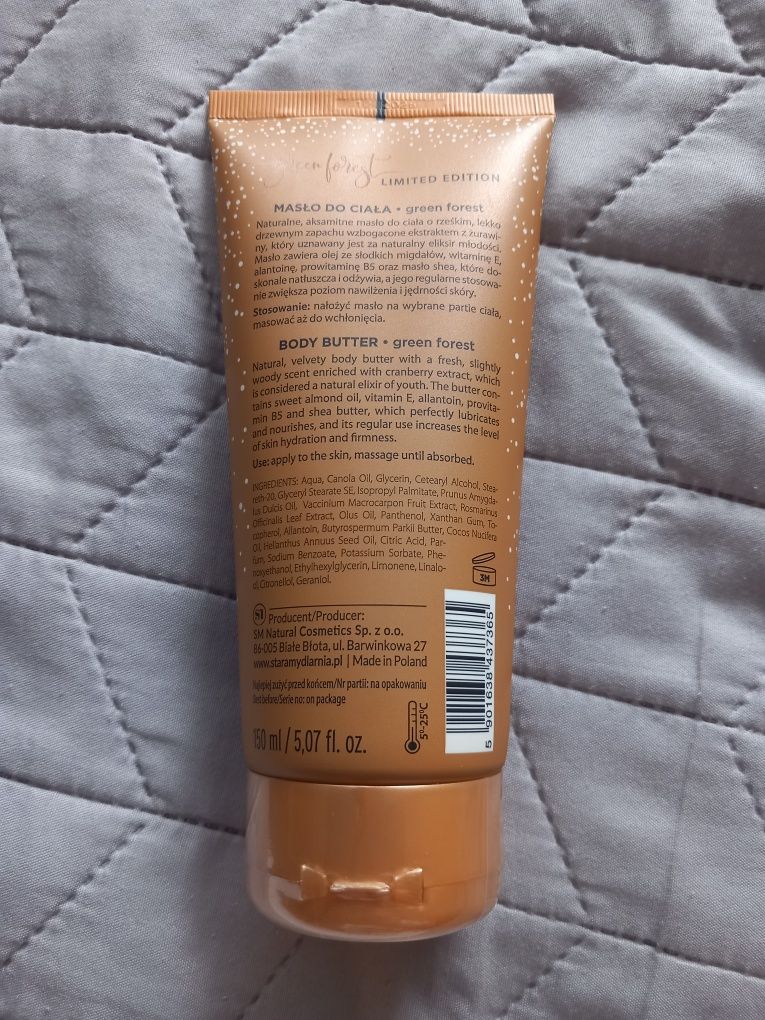 green forest
LIMITED EDITION
MASŁO DO CIAŁA • green forest
Naturalne, aksamitne masło do ciała o rześkim, lekko
drzewnym zapachu wzbogacone ekstraktem z żurawi-
ny, który uznawany jest za naturalny eliksir młodości.
Masło zawiera olej ze słodkich migdałów, witaminę E,
alantoinę, prowitaminę B5 oraz masło shea, które do-
skonale natłuszcza i odżywia, a jego regularne stosowa-
nie zwiększa poziom nawilżenia i jędrności skóry.
Stosowanie: nałożyć masło na wybrane partie ciała,
masować aż do wchłonięcia.
BODY BUTTER • green forest
Natural, velvety body butter with a fresh, slightly
woody scent enriched with cranberry extract, which
is considered a natural elixir of youth. The butter con-
tains sweet almond oil, vitamin E, allantoin, provita-
min B5 and shea butter, which perfectly lubricates
and nourishes, and its regular use increases the level
of skin hydration and firmness.
Use: apply to the skin, massage until absorbed.
INGREDIENTS: Aqua, Canola Oil, Glycerin, Cetearyl Alcohol, Stea-
reth-20, Glyceryl Stearate SE, Isopropyl Palmitate, Prunus Amygda-
lus Dulcis Oil, Vaccinium Macrocarpon Fruit Extract, Rosmarinus
Officinalis Leaf Extract, Olus Oil, Panthenol, Xanthan Gum, To-
copherol, Allantoin, Butyrospermum Parkii Butter, Cocos Nucifera
Oil, Helianthus Annuus Seed Oil, Citric Acid, Par-
fum, Sodium Benzoate, Potassium Sorbate, Phe-
noxyethanol, Ethylhexylglycerin, Limonene, Linalo-
ol, Citronellol, Geraniol.
3M
Producent/Producer:
SM Natural Cosmetics Sp. z o.o.
86-005 Białe Błota, ul. Barwinkowa 27
www.staramydlarnia.pl | Made in Poland
Najlepiej zużyć przed końcem/Nr partii: na opakowaniu
Best before/Serie no: on package
150 ml / 5,07 fl. oz.
5°-25°C
5 901638 437365